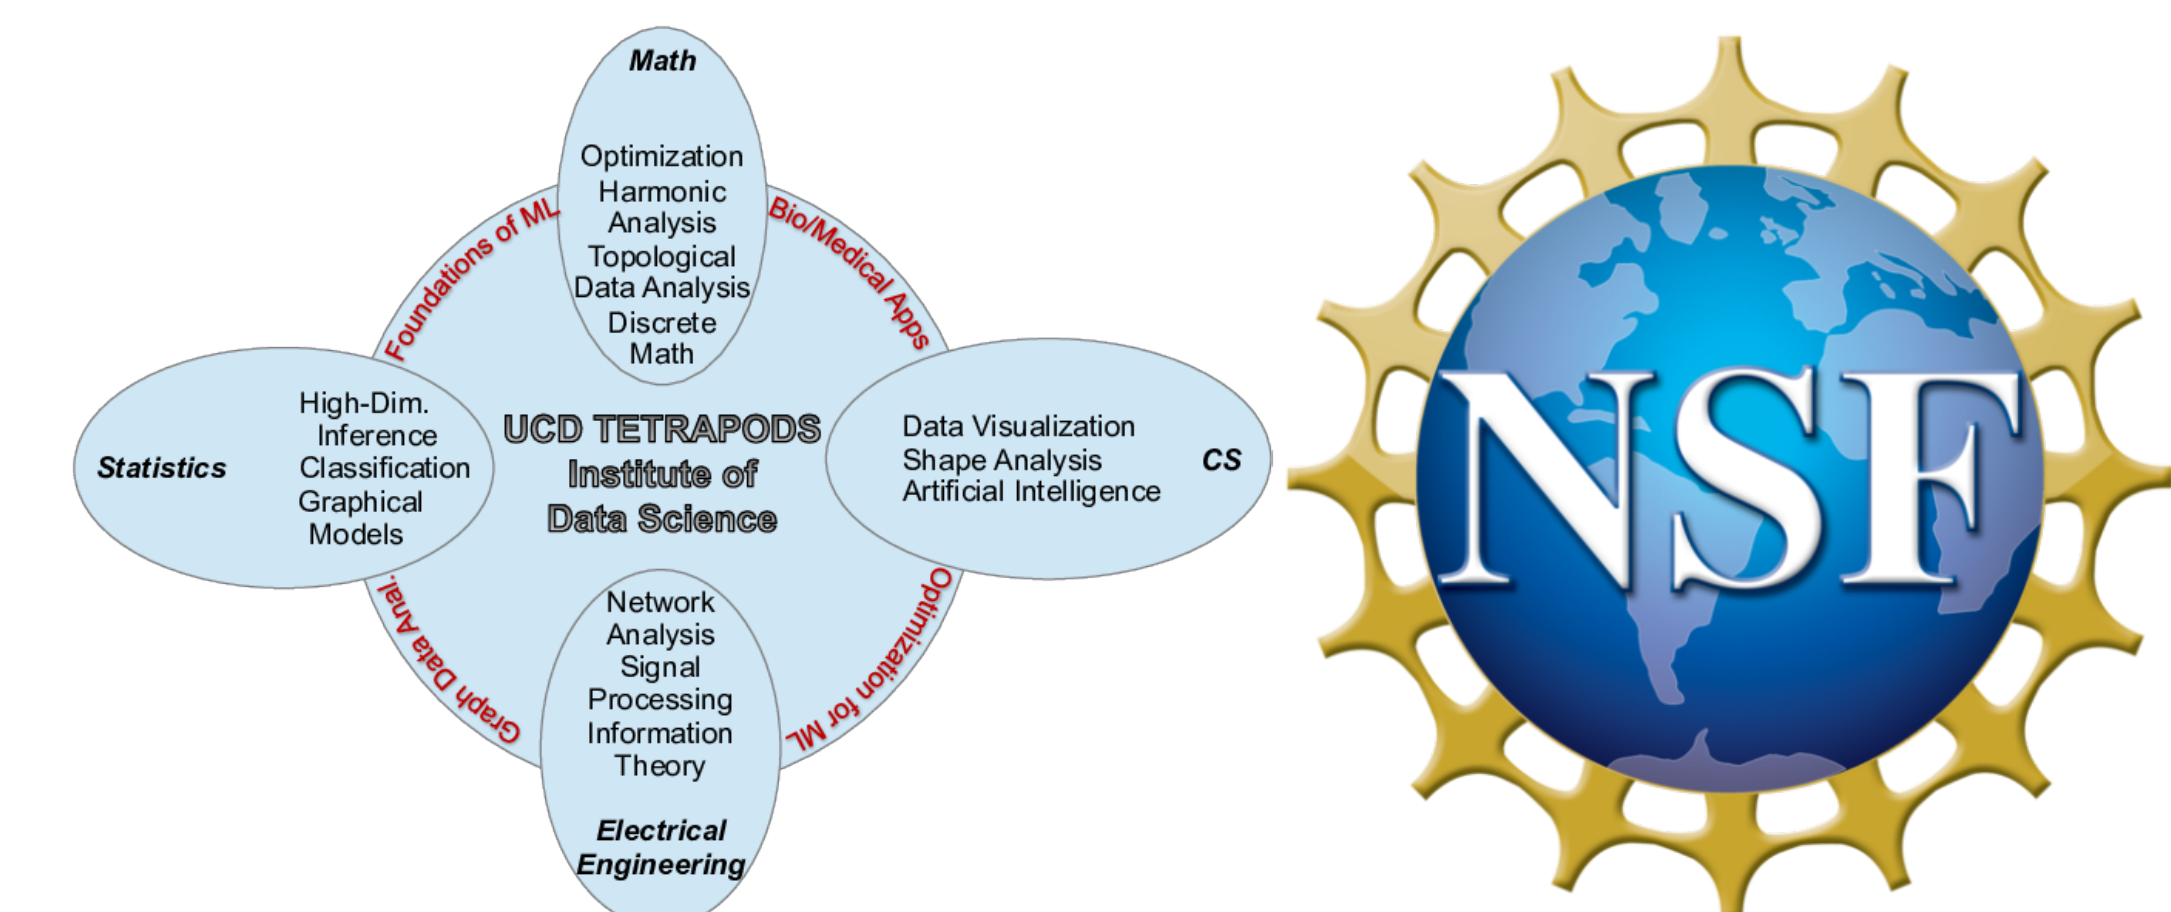 Math
Optimization
Harmonic
Analysis
Topological
Data Analysis
Discrete
Math
Foundations of ML
Bio/Medical Apps
Statistics
High-Dim.
Inference
Classification
Graphical
Models
UCD TETRAPODS
Institute of
Data Science
Data Visualization
Shape Analysis
Artificial Intelligence
CS
Graph Data Anal.
Optimization for ML
Network
Analysis
Signal
Processing
Information
Theory
Electrical
Engineering
NSF